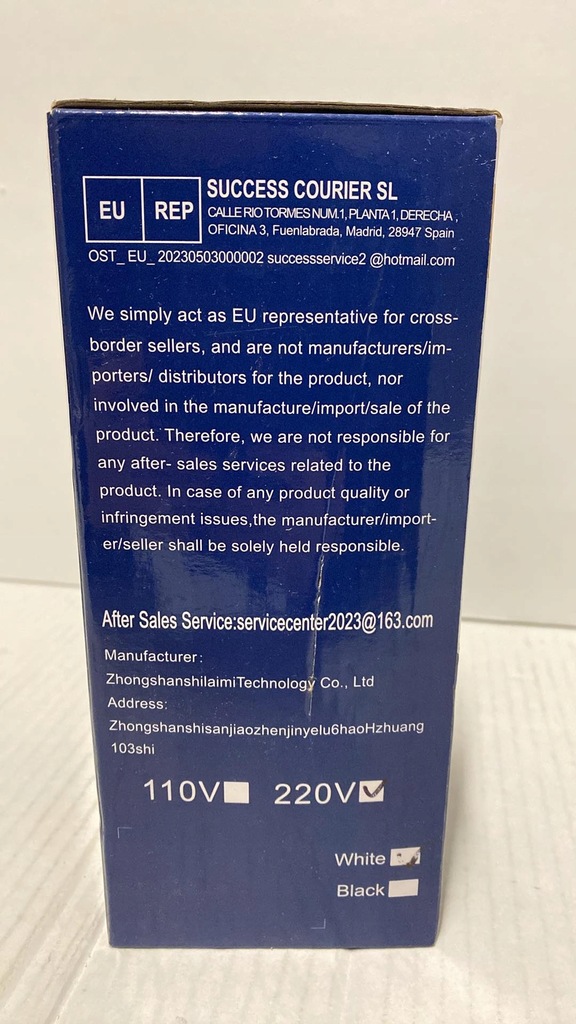 EU REP
SUCCESS COURIER SL
CALLE RIO TORMES NUM.1, PLANTA 1, DERECHA ,
OFICINA 3, Fuenlabrada, Madrid, 28947 Spain
OST_ EU_ 20230503000002 successservice2 @hotmail.com
We simply act as EU representative for cross-
border sellers, and are not manufacturers/im-
porters/ distributors for the product, nor
involved in the manufacture/import/sale of the
product. Therefore, we are not responsible for
any after- sales services related to the
product. In case of any product quality or
infringement issues,the manufacturer/import-
er/seller shall be solely held responsible.
After Sales Service:servicecenter2023@163.com
Manufacturer:
ZhongshanshilaimiTechnology Co., Ltd
Address:
Zhongshanshisanjiaozhenjinyelu6haoHzhuang
103shi
110V 220V
White
Black